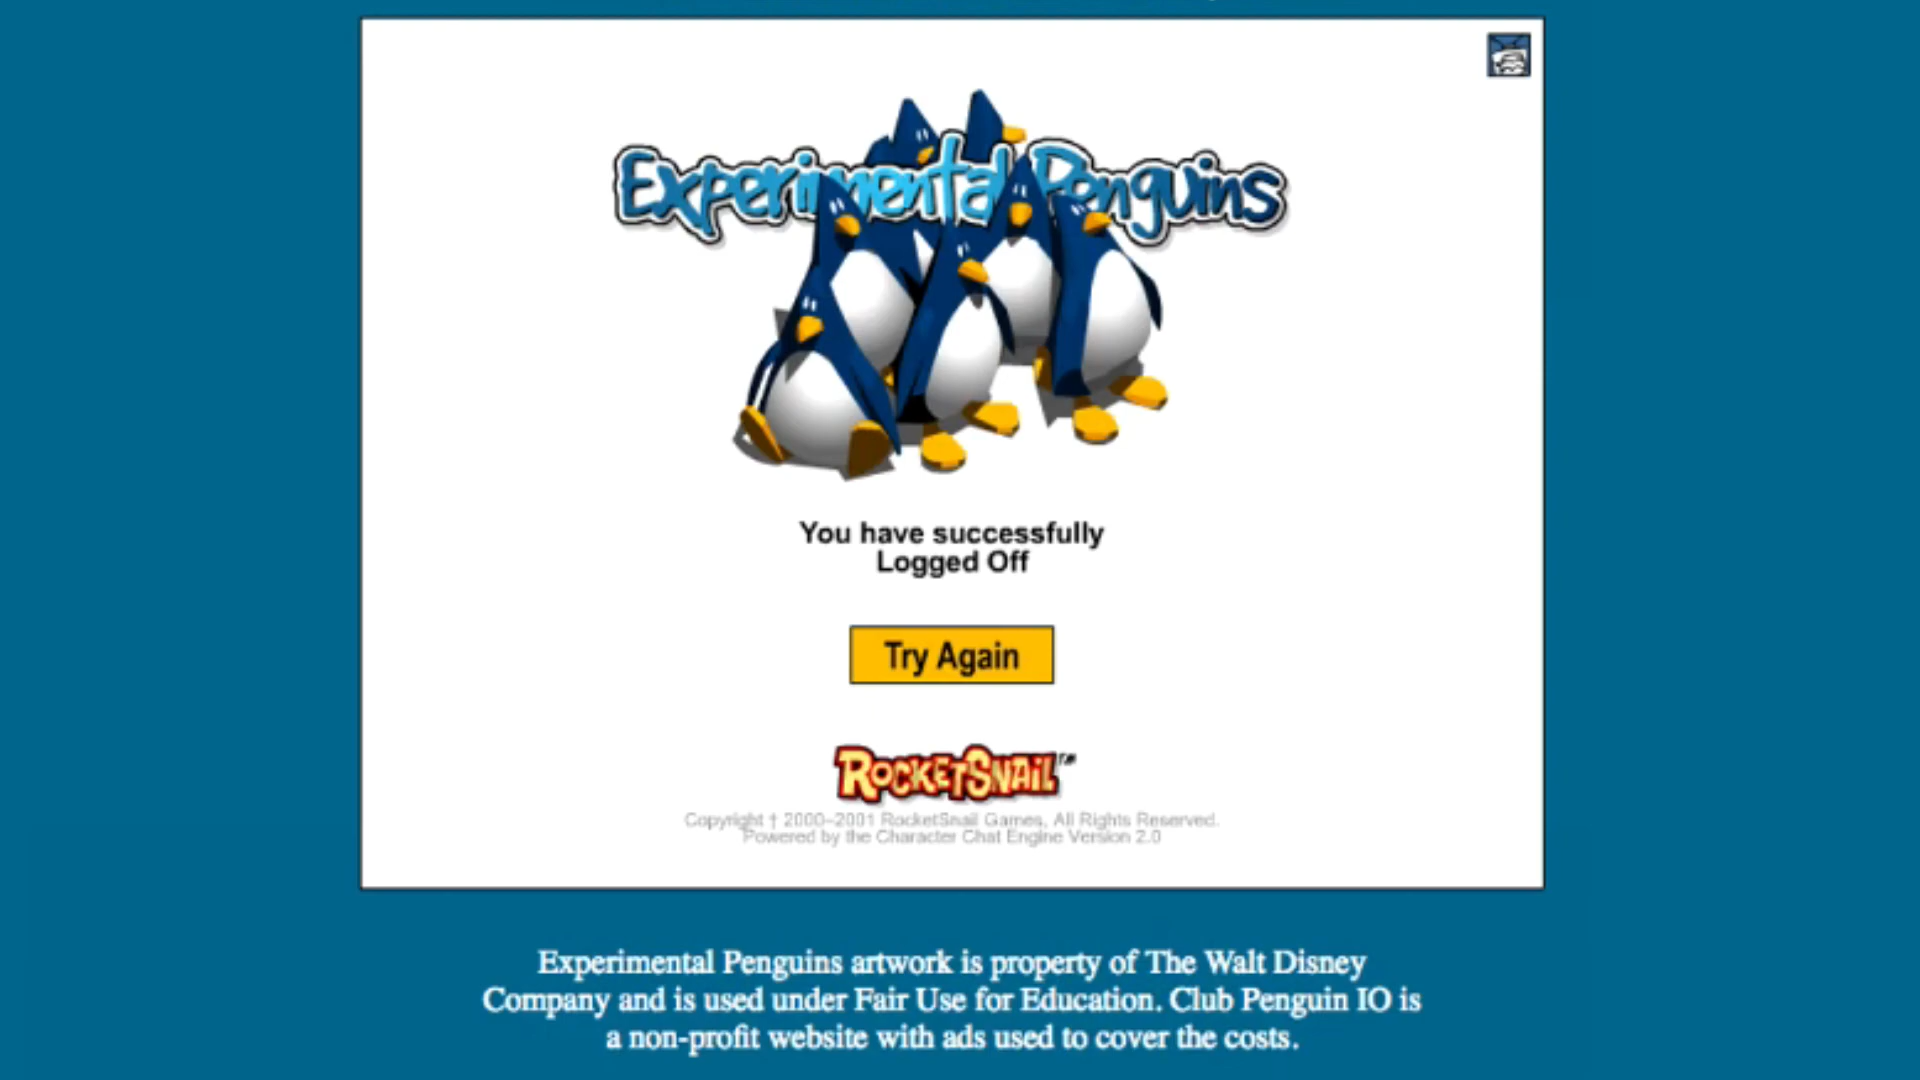 Experimental Penguins
You have successfully
Logged Off
Try Again
ROCKETSNAIL™
Copyright † 2000-2001 RocketSnail Games, All Rights Reserved.
Powered by the Character Chat Engine Version 2.0
Experimental Penguins artwork is property of The Walt Disney
Company and is used under Fair Use for Education. Club Penguin IO is
a non-profit website with ads used to cover the costs.